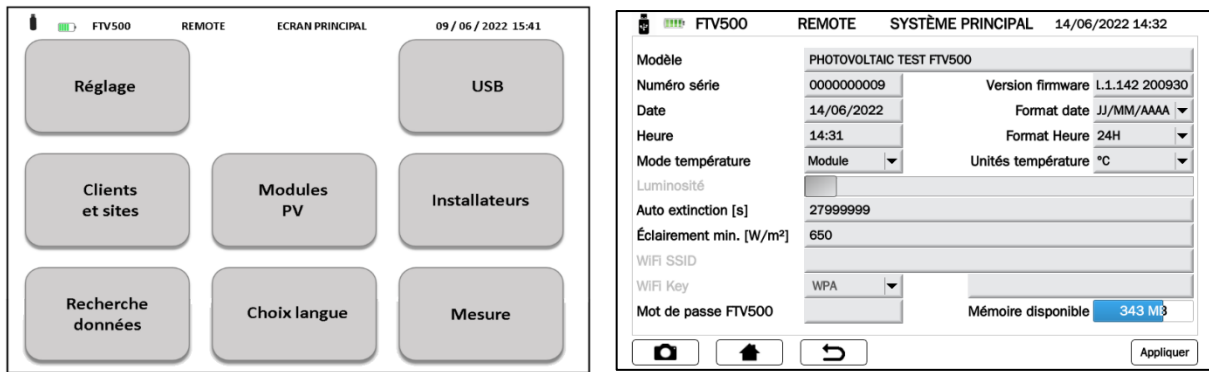 FTV500 REMOTE ECRAN PRINCIPAL 09 / 06 / 2022 15:41
Réglage
USB
Clients
et sites
Modules
PV
Installateurs
Recherche
données
Choix langue
Mesure
FTV500 REMOTE SYSTÈME PRINCIPAL 14/06/2022 14:32
Modèle PHOTOVOLTAIC TEST FTV500
Numéro série 0000000009 Version firmware 1.1.142 200930
Date 14/06/2022 Format date JJ/MM/AAAA
Heure 14:31 Format Heure 24H
Mode température Module Unités température °C
Luminosité
Auto extinction [s] 27999999
Éclairement min. [W/m²] 650
WiFi SSID
WiFi Key WPA
Mot de passe FTV500 Mémoire disponible 343 MB
Appliquer